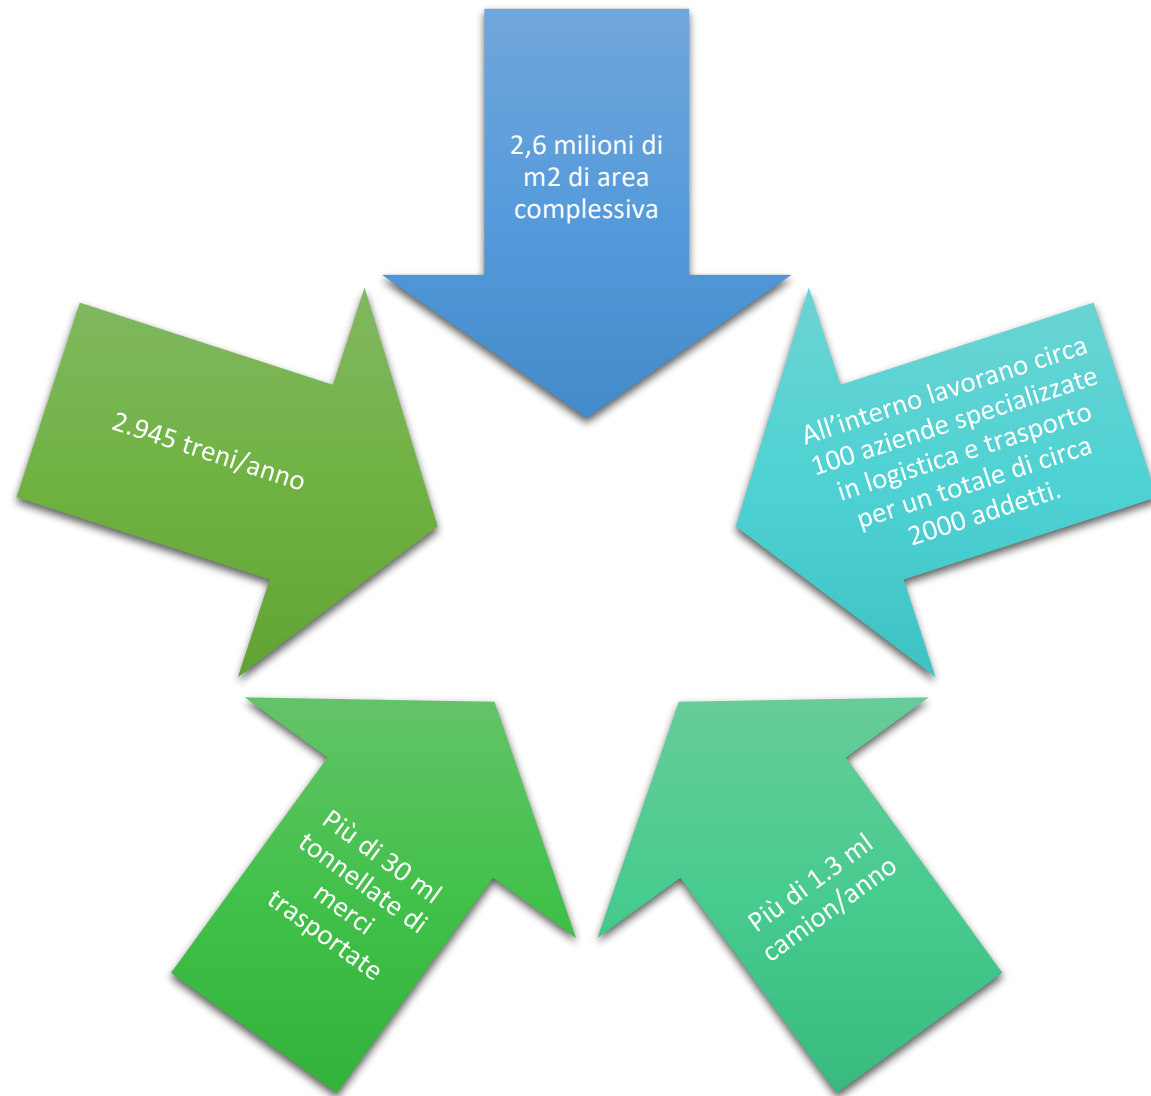 2,6 milioni di
m2 di area
complessiva
All’interno lavorano circa
100 aziende specializzate
in logistica e trasporto
per un totale di circa
2000 addetti.
Più di 1.3 ml
camion/anno
Più di 30 ml
tonnellate di
merci
trasportate
2.945 treni/anno